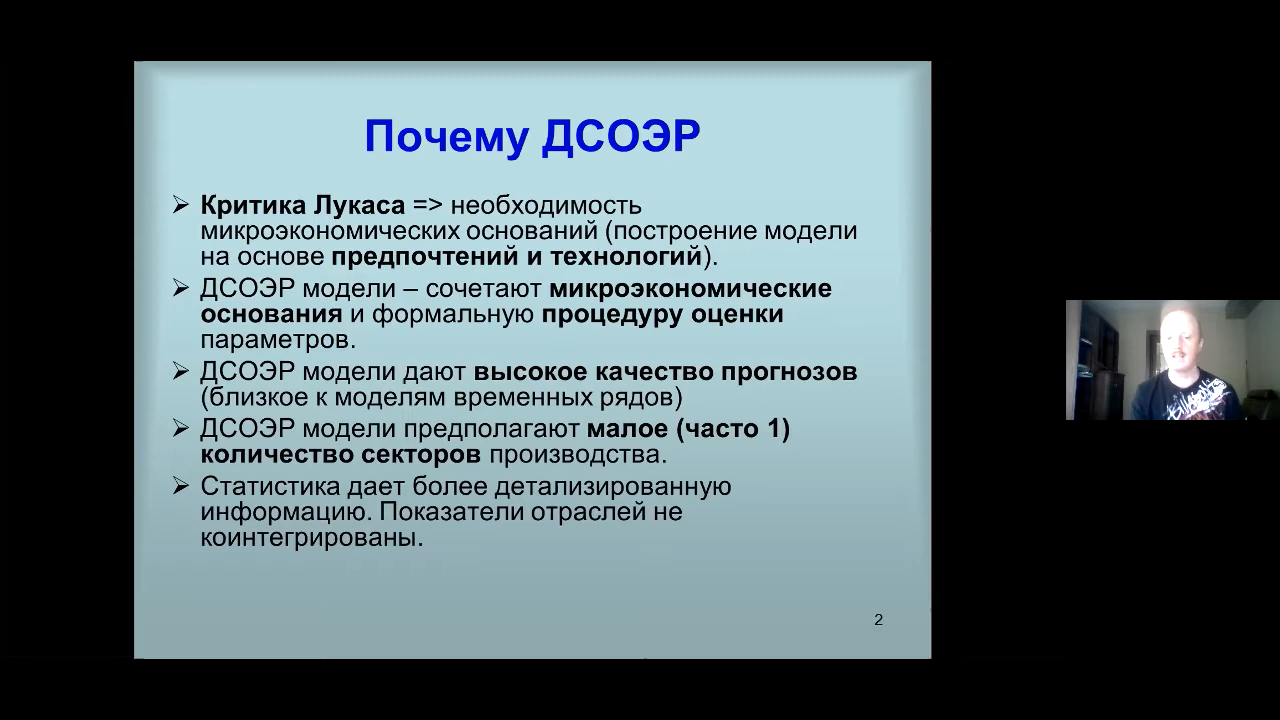 Почему ДСОЭР
Критика Лукаса => необходимость
микроэкономических оснований (построение модели
на основе предпочтений и технологий).
ДСОЭР модели – сочетают микроэкономические
основания и формальную процедуру оценки
параметров.
ДСОЭР модели дают высокое качество прогнозов
(близкое к моделям временных рядов)
ДСОЭР модели предполагают малое (часто 1)
количество секторов производства.
Статистика дает более детализированную
информацию. Показатели отраслей не
коинтегрированы.
2